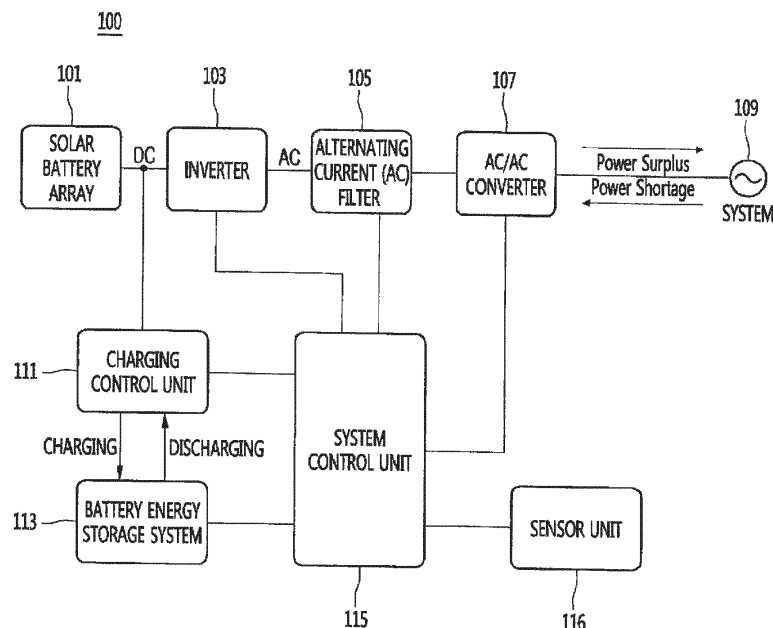 100
101
103
105
107
109
SOLAR
BATTERY
ARRAY
DC
INVERTER
AC
ALTERNATING
CURRENT (AC)
FILTER
AC/AC
CONVERTER
Power Surplus
Power Shortage
SYSTEM
111
CHARGING
CONTROL UNIT
CHARGING
DISCHARGING
SYSTEM
CONTROL UNIT
113
BATTERY ENERGY
STORAGE SYSTEM
SENSOR UNIT
115
116